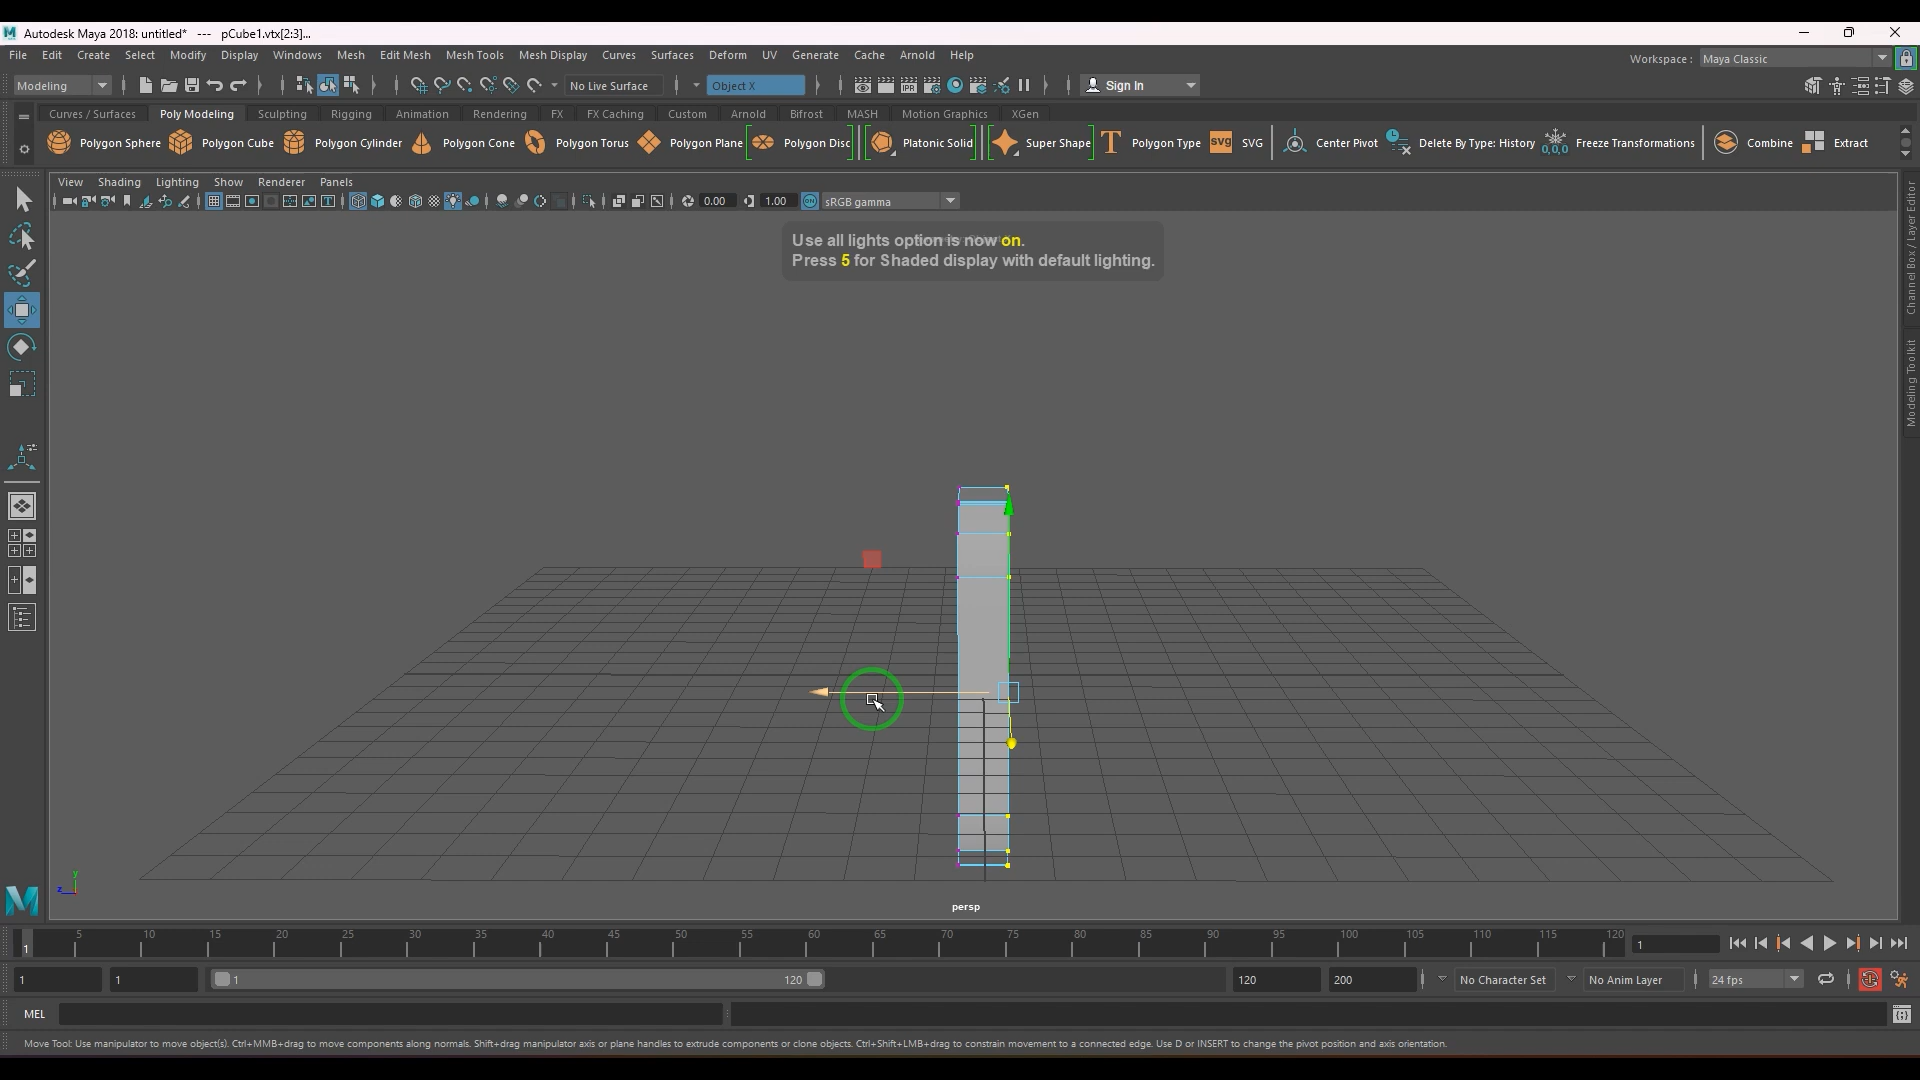 Autodesk Maya 2018: untitled*   ---   pCube1.vtx[2:3]...
File Edit Create Select Modify Display Windows Mesh Edit Mesh Mesh Tools Mesh Display Curves Surfaces Deform UV Generate Cache Arnold Help
Workspace : Maya Classic
Modeling No Live Surface Object X Sign In
Curves / Surfaces Poly Modeling Sculpting Rigging Animation Rendering FX FX Caching Custom Arnold Bifrost MASH Motion Graphics XGen
Polygon Sphere Polygon Cube Polygon Cylinder Polygon Cone Polygon Torus Polygon Plane Polygon Disc Platonic Solid Super Shape Polygon Type SVG SVG Center Pivot Delete By Type: History 0,0,0 Freeze Transformations Combine Extract
View Shading Lighting Show Renderer Panels
0.00 1.00 ON sRGB gamma
Use all lights option is now on.
Press 5 for Shaded display with default lighting.
Channel Box / Layer Editor
Modeling Toolkit
y
z
persp
1 5 10 15 20 25 30 35 40 45 50 55 60 65 70 75 80 85 90 95 100 105 110 115 120 1
1 1 1 120 120 200 No Character Set No Anim Layer 24 fps
MEL
Move Tool: Use manipulator to move object(s). Ctrl+MMB+drag to move components along normals. Shift+drag manipulator axis or plane handles to extrude components or clone objects. Ctrl+Shift+LMB+drag to constrain movement to a connected edge. Use D or INSERT to change the pivot position and axis orientation.